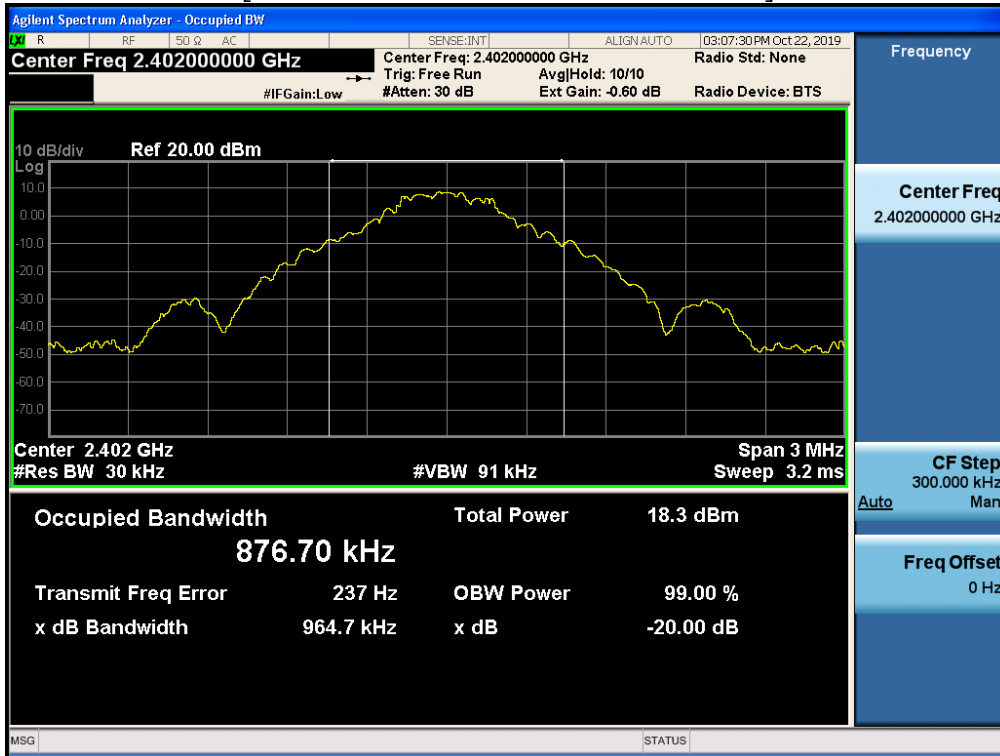 Agilent Spectrum Analyzer - Occupied BW
LXI R RF 50 Ω AC SENSE:INT ALIGN AUTO 03:07:30 PM Oct 22, 2019
Center Freq 2.402000000 GHz Center Freq: 2.402000000 GHz Radio Std: None
Trig: Free Run Avg|Hold: 10/10
#IFGain:Low #Atten: 30 dB Ext Gain: -0.60 dB Radio Device: BTS
10 dB/div Ref 20.00 dBm
Log
10.0
0.00
-10.0
-20.0
-30.0
-40.0
-50.0
-60.0
-70.0
Center 2.402 GHz Span 3 MHz
#Res BW 30 kHz #VBW 91 kHz Sweep 3.2 ms
Occupied Bandwidth Total Power 18.3 dBm
876.70 kHz
Transmit Freq Error 237 Hz OBW Power 99.00 %
x dB Bandwidth 964.7 kHz x dB -20.00 dB
MSG STATUS
Frequency
Center Freq
2.402000000 GHz
CF Step
300.000 kHz
Auto Man
Freq Offset
0 Hz